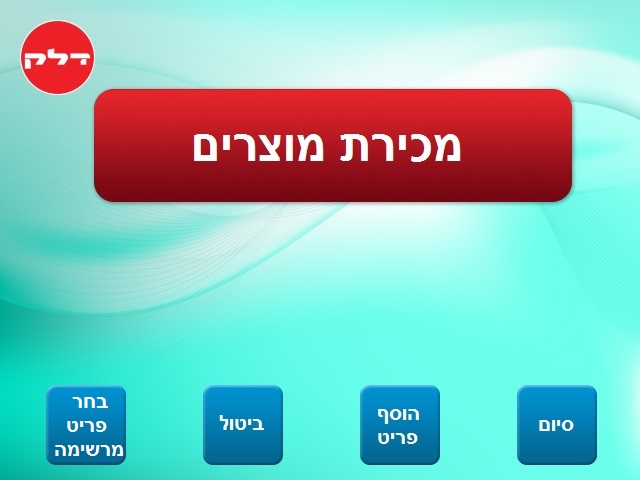 דלק
מכירת מוצרים
סיום
הוסף
פריט
ביטול
בחר
פריט
מרשימה